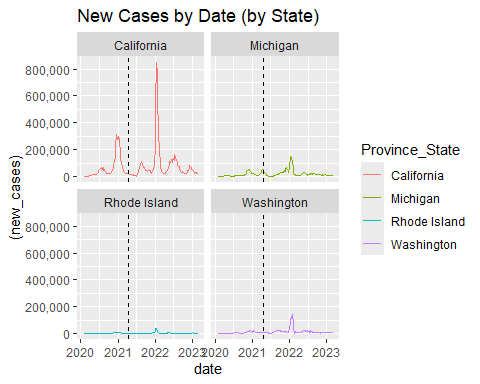 New Cases by Date (by State)
California
Michigan
800,000
600,000
400,000
200,000
0
Rhode Island
Washington
800,000
600,000
400,000
200,000
0
2020 2021 2022 2023
2020 2021 2022 2023
date
(new_cases)
Province_State
California
Michigan
Rhode Island
Washington